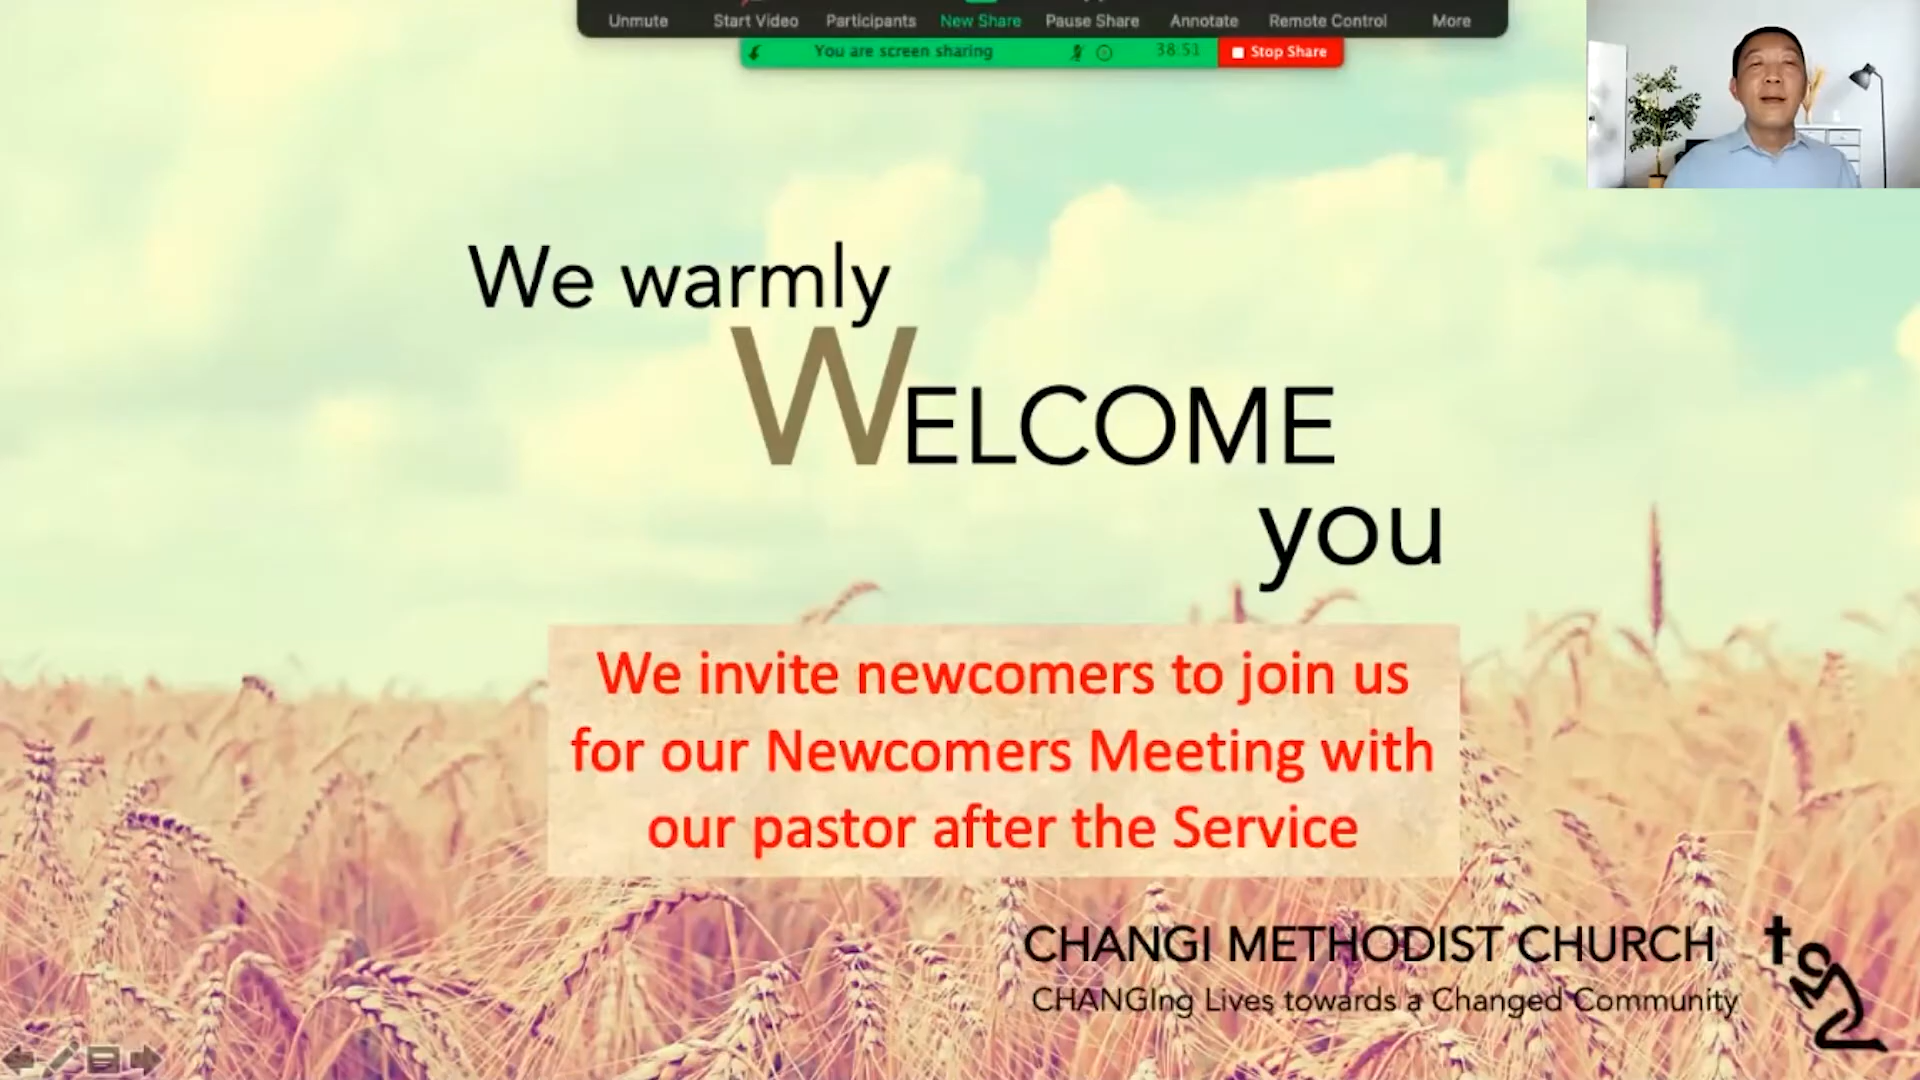 Unmute Start Video Participants New Share Pause Share Annotate Remote Control More
You are screen sharing 38:51 Stop Share
We warmly
WELCOME
you
We invite newcomers to join us
for our Newcomers Meeting with
our pastor after the Service
CHANGI METHODIST CHURCH
CHANGIng Lives towards a Changed Community